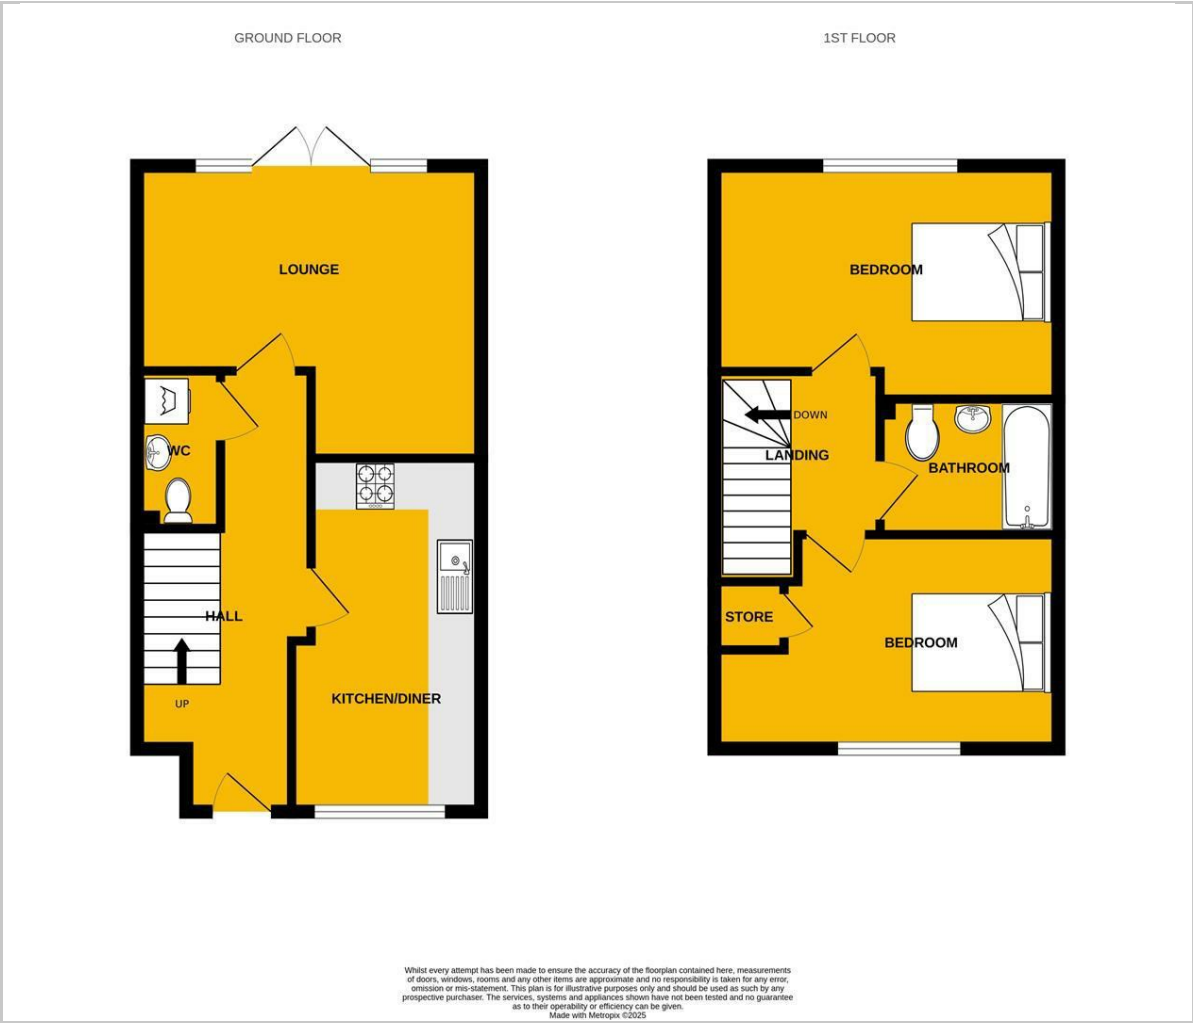 GROUND FLOOR
1ST FLOOR
LOUNGE
WC
HALL
UP
KITCHEN/DINER
BEDROOM
DOWN
LANDING
BATHROOM
STORE
BEDROOM
Whilst every attempt has been made to ensure the accuracy of the floorplan contained here, measurements
of doors, windows, rooms and any other items are approximate and no responsibility is taken for any error,
omission or mis-statement. This plan is for illustrative purposes only and should be used as such by any
prospective purchaser. The services, systems and appliances shown have not been tested and no guarantee
as to their operability or efficiency can be given.
Made with Metropix ©2025